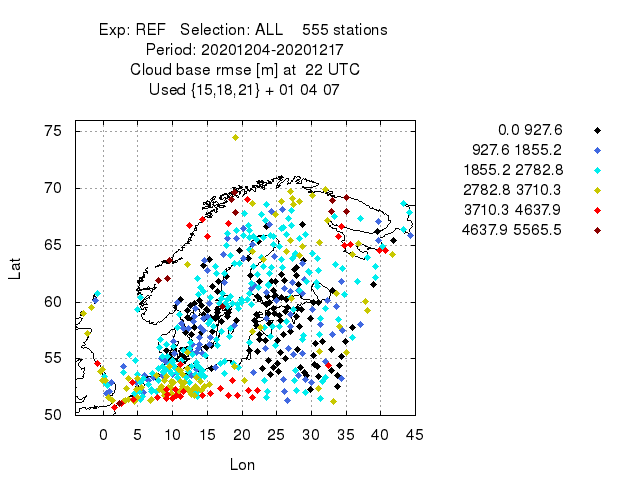 Exp: REF Selection: ALL 555 stations
Period: 20201204-20201217
Cloud base rmse [m] at 22 UTC
Used {15,18,21} + 01 04 07
0.0 927.6
927.6 1855.2
1855.2 2782.8
2782.8 3710.3
3710.3 4637.9
4637.9 5565.5
75
70
65
60
55
50
Lat
0 5 10 15 20 25 30 35 40 45
Lon